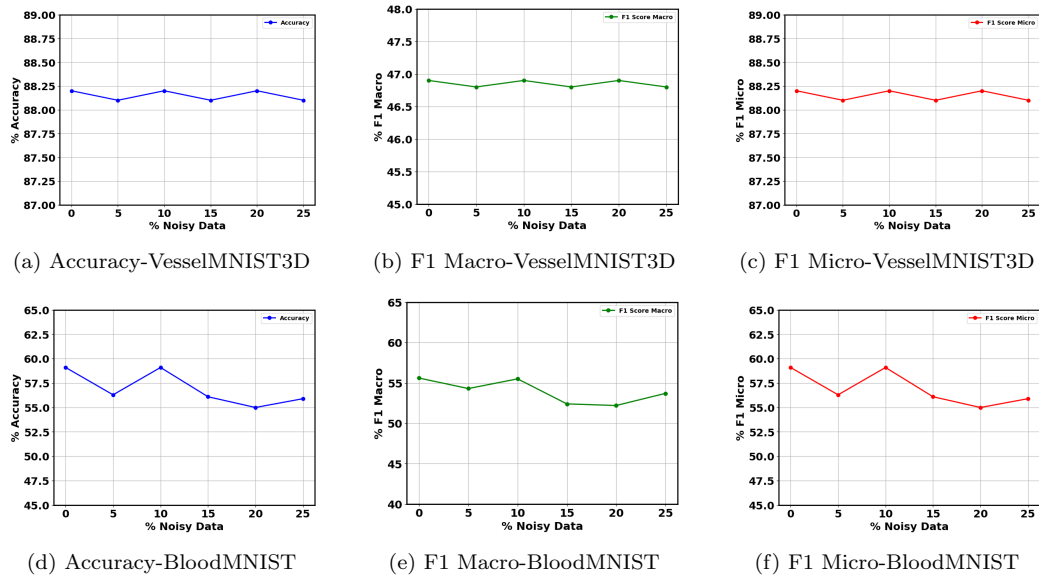 Accuracy
89.00
88.75
88.50
88.25
88.00
87.75
87.50
87.25
87.00
% Accuracy
0 5 10 15 20 25
% Noisy Data
(a) Accuracy-VesselMNIST3D
F1 Score Macro
48.0
47.5
47.0
46.5
46.0
45.5
45.0
% F1 Macro
0 5 10 15 20 25
% Noisy Data
(b) F1 Macro-VesselMNIST3D
F1 Score Micro
89.00
88.75
88.50
88.25
88.00
87.75
87.50
87.25
87.00
% F1 Micro
0 5 10 15 20 25
% Noisy Data
(c) F1 Micro-VesselMNIST3D
Accuracy
65.0
62.5
60.0
57.5
55.0
52.5
50.0
47.5
45.0
% Accuracy
0 5 10 15 20 25
% Noisy Data
(d) Accuracy-BloodMNIST
F1 Score Macro
65
60
55
50
45
40
% F1 Macro
0 5 10 15 20 25
% Noisy Data
(e) F1 Macro-BloodMNIST
F1 Score Micro
65.0
62.5
60.0
57.5
55.0
52.5
50.0
47.5
45.0
% F1 Micro
0 5 10 15 20 25
% Noisy Data
(f) F1 Micro-BloodMNIST